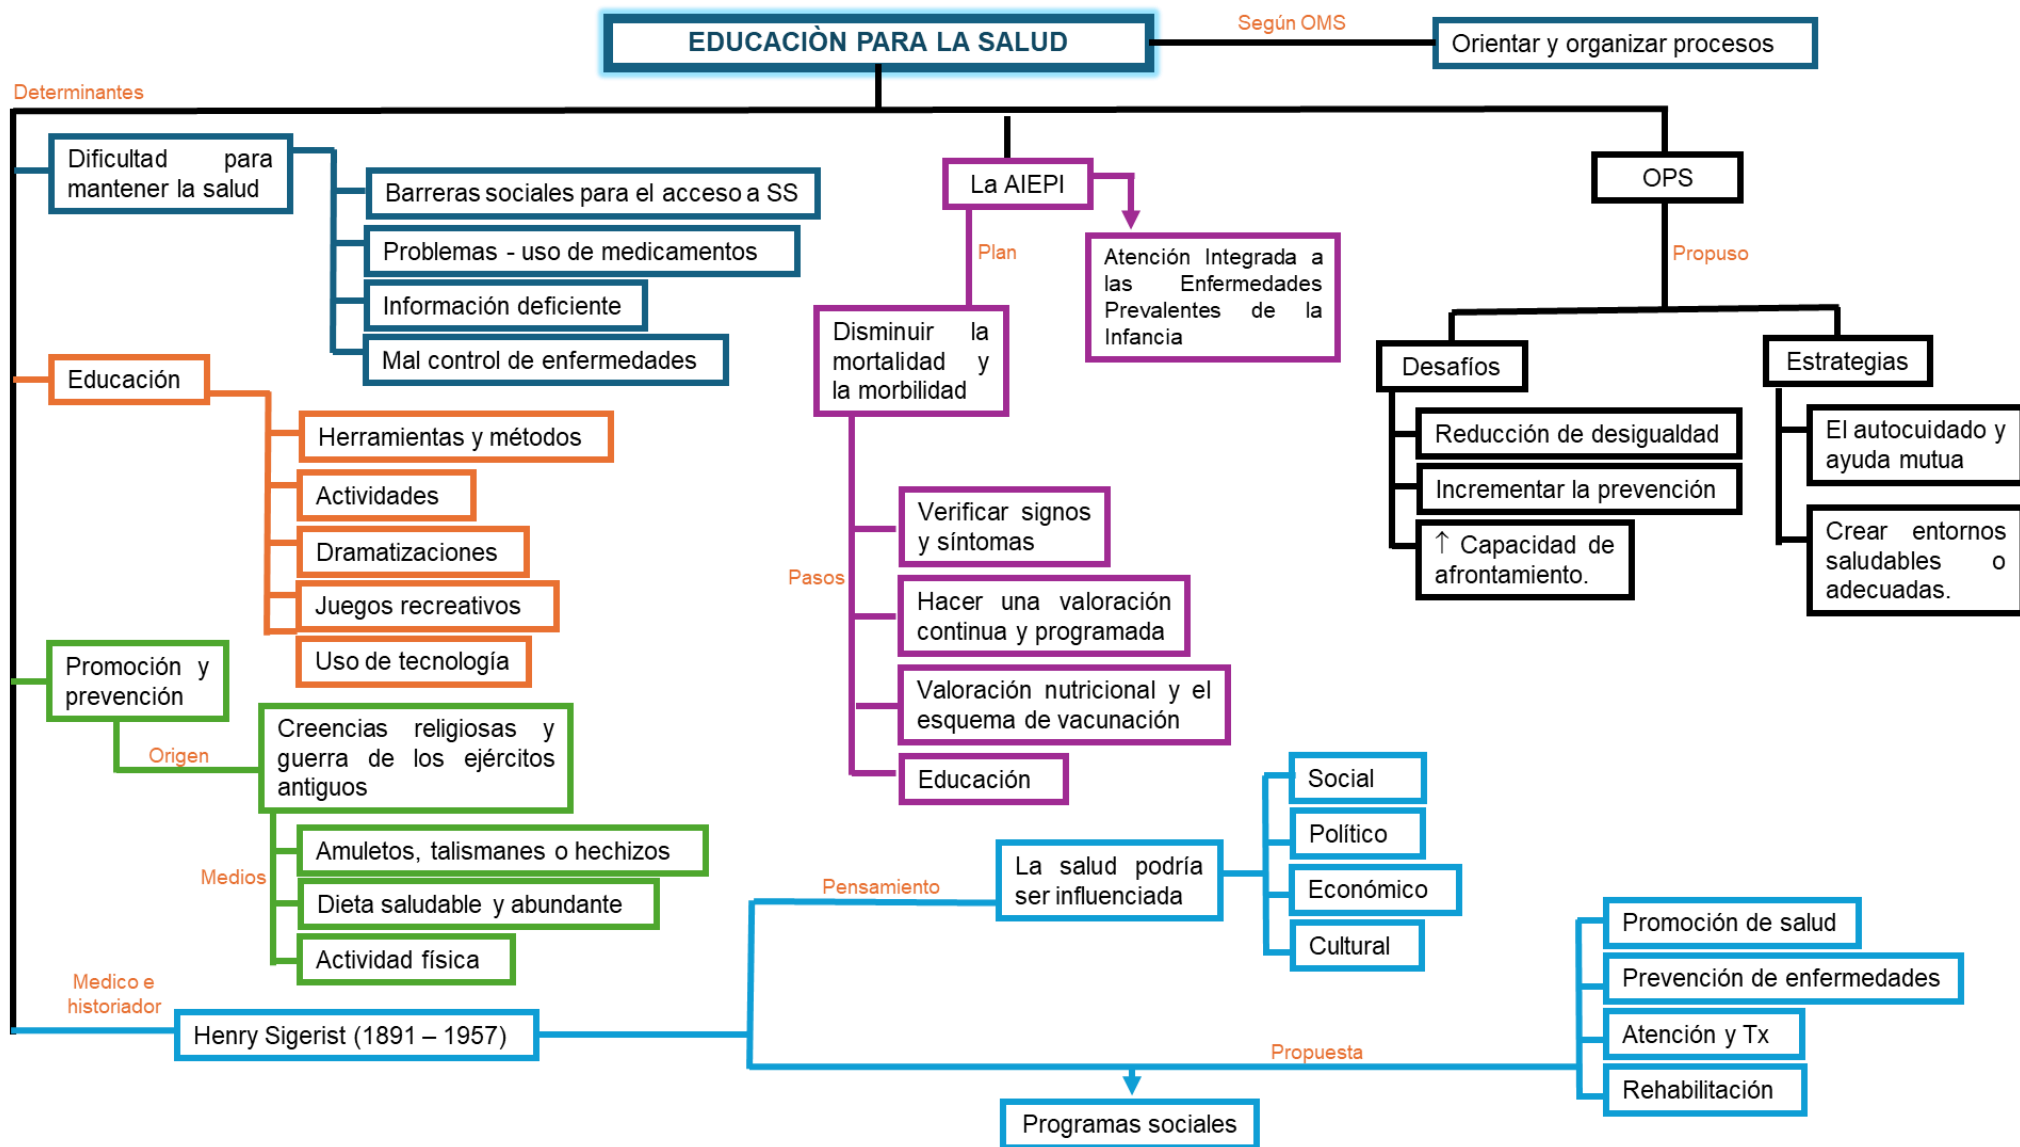 EDUCACIÒN PARA LA SALUD
Según OMS
Orientar y organizar procesos
Determinantes
Dificultad para
mantener la salud
Barreras sociales para el acceso a SS
Problemas - uso de medicamentos
Información deficiente
Mal control de enfermedades
Educación
Herramientas y métodos
Actividades
Dramatizaciones
Juegos recreativos
Uso de tecnología
Promoción y
prevención
Origen
Creencias religiosas y
guerra de los ejércitos
antiguos
Medios
Amuletos, talismanes o hechizos
Dieta saludable y abundante
Actividad física
Medico e
historiador
Henry Sigerist (1891 – 1957)
Pensamiento
La salud podría
ser influenciada
Social
Político
Económico
Cultural
Propuesta
Programas sociales
Promoción de salud
Prevención de enfermedades
Atención y Tx
Rehabilitación
La AIEPI
Atención Integrada a
las Enfermedades
Prevalentes de la
Infancia
Plan
Disminuir la
mortalidad y
la morbilidad
Pasos
Verificar signos
y síntomas
Hacer una valoración
continua y programada
Valoración nutricional y el
esquema de vacunación
Educación
OPS
Propuso
Desafíos
Reducción de desigualdad
Incrementar la prevención
↑ Capacidad de
afrontamiento.
Estrategias
El autocuidado y
ayuda mutua
Crear entornos
saludables o
adecuadas.